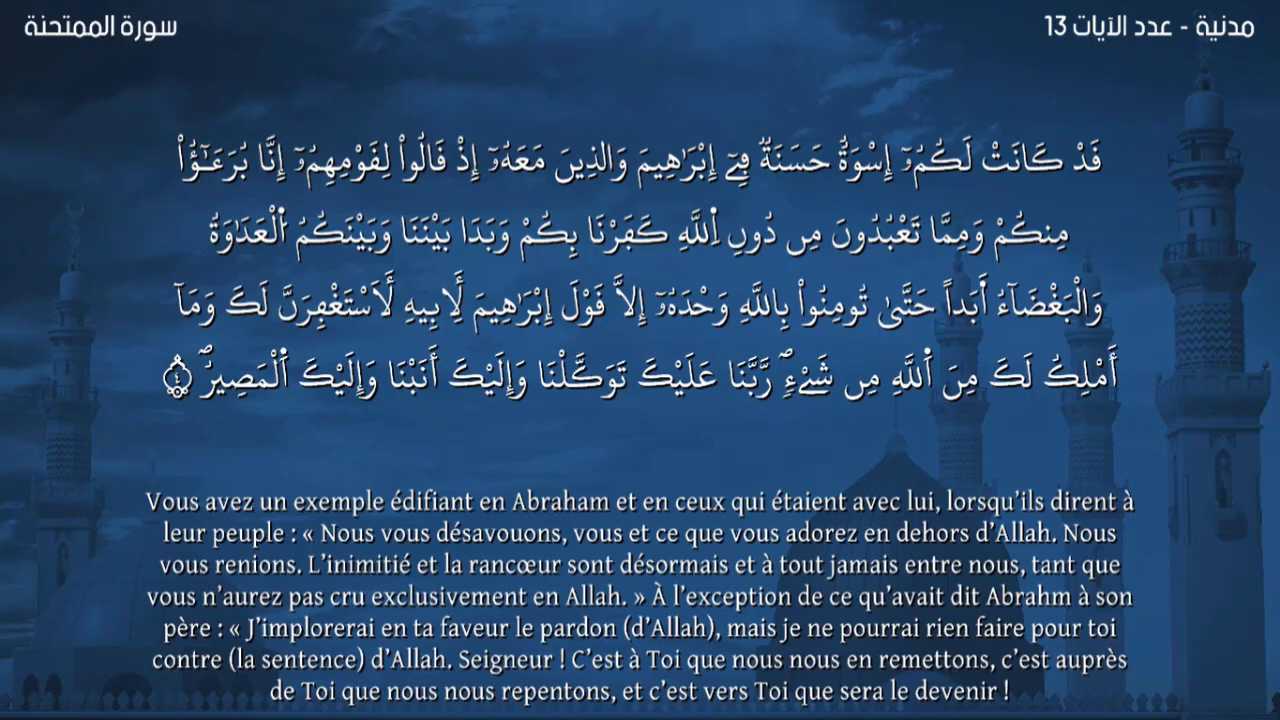 مدنية - عدد الآيات 13
سورة الممتحنة
قَدْ كَانَتْ لَكُمُۥٓ إِسْوَةٌ حَسَنَةٌ فِےٓ إِبْرَٰهِيمَ وَالذِينَ مَعَهُۥٓ إِذْ قَالُواْ لِقَوْمِهِمُۥٓ إِنَّا بُرَءَٰٓؤُاْ
مِنكُمْ وَمِمَّا تَعْبُدُونَ مِن دُونِ اِ۬للَّهِ كَفَرْنَا بِكُمْ وَبَدَا بَيْنَنَا وَبَيْنَكُمُ اُ۬لْعَدَٰوَةُ
وَالْبَغْضَآءُ اَ۬بَداً حَتَّىٰ تُومِنُواْ بِاللَّهِ وَحْدَهُۥٓ إِلاَّ قَوْلَ إِبْرَٰهِيمَ لَأِبِيهِ لَأَسْتَغْفِرَنَّ لَكَ وَمَآ
أَمْلِكُ لَكَ مِنَ اَ۬للَّهِ مِن شَےْءٖۖ رَّبَّنَا عَلَيْكَ تَوَكَّلْنَا وَإِلَيْكَ أَنَبْنَا وَإِلَيْكَ اَ۬لْمَصِيرُۖ ٤
Vous avez un exemple édifiant en Abraham et en ceux qui étaient avec lui, lorsqu’ils dirent à
leur peuple : « Nous vous désavouons, vous et ce que vous adorez en dehors d’Allah. Nous
vous renions. L’inimitié et la rancœur sont désormais et à tout jamais entre nous, tant que
vous n’aurez pas cru exclusivement en Allah. » À l’exception de ce qu’avait dit Abrahm à son
père : « J’implorerai en ta faveur le pardon (d’Allah), mais je ne pourrai rien faire pour toi
contre (la sentence) d’Allah. Seigneur ! C’est à Toi que nous nous en remettons, c’est auprès
de Toi que nous nous repentons, et c’est vers Toi que sera le devenir !